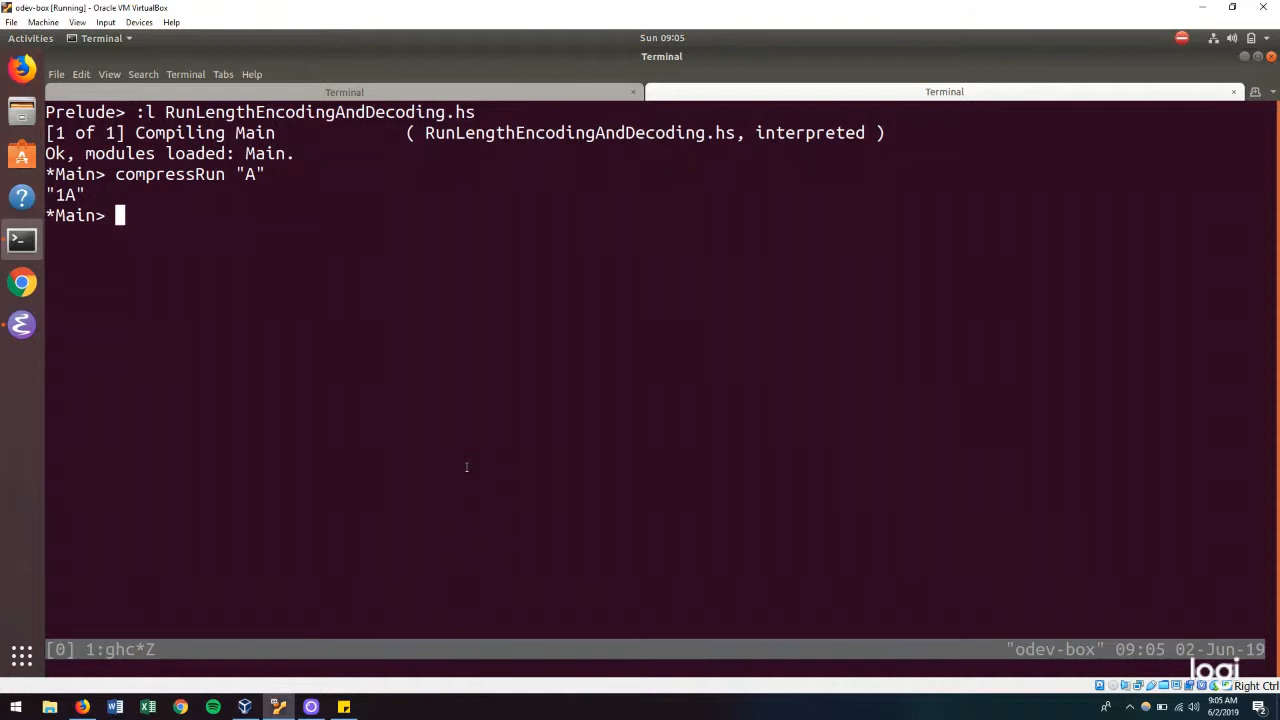 odev-box [Running] - Oracle VM VirtualBox
File Machine View Input Devices Help
Activities Terminal Sun 09:05
Terminal
File Edit View Search Terminal Tabs Help
Terminal × Terminal ×
Prelude> :l RunLengthEncodingAndDecoding.hs
[1 of 1] Compiling Main ( RunLengthEncodingAndDecoding.hs, interpreted )
Ok, modules loaded: Main.
*Main> compressRun "A"
"1A"
*Main>
[0] 1:ghc*Z "odev-box" 09:05 02-Jun-19
logi
Right Ctrl
9:05 AM
6/2/2019
2